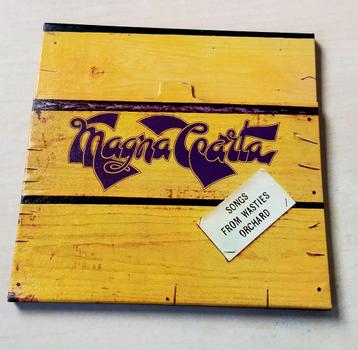 Magna Carta
SONGS
FROM WASTIES
ORCHARD